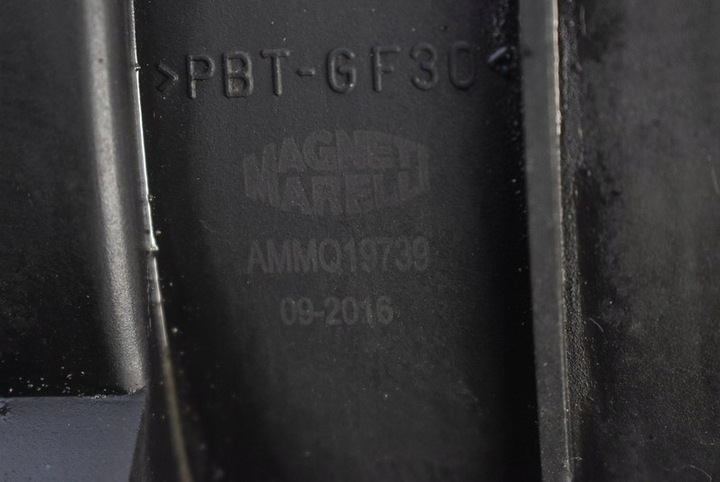 >PBT-GF30<
MAGNETI
MARELLI
AMMQ19739
09-2016